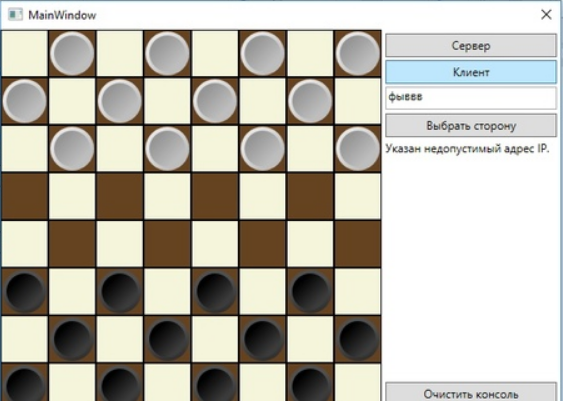 MainWindow
Сервер
Клиент
фыввв
Выбрать сторону
Указан недопустимый адрес IP.
Очистить консоль